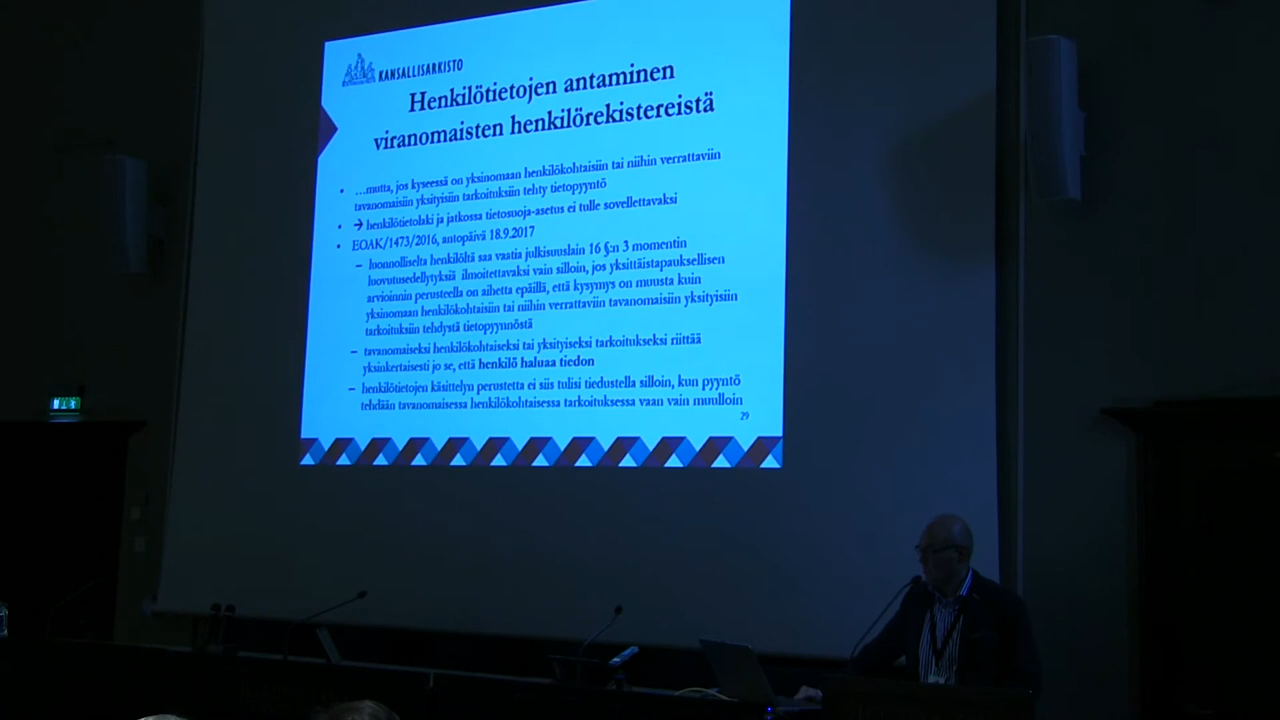 KANSALLISARKISTO
Henkilötietojen antaminen
viranomaisten henkilörekistereistä
• …mutta, jos kyseessä on yksinomaan henkilökohtaisiin tai niihin verrattaviin
tavanomaisiin yksityisiin tarkoituksiin tehty tietopyyntö
• → henkilötietolaki ja jatkossa tietosuoja-asetus ei tulle sovellettavaksi
• EOAK/1473/2016, antopäivä 18.9.2017
– luonnolliselta henkilöltä saa vaatia julkisuuslain 16 §:n 3 momentin
luovutusedellytyksiä ilmoitettavaksi vain silloin, jos yksittäistapauksellisen
arvioinnin perusteella on aihetta epäillä, että kysymys on muusta kuin
yksinomaan henkilökohtaisiin tai niihin verrattaviin tavanomaisiin yksityisiin
tarkoituksiin tehdystä tietopyynnöstä
– tavanomaiseksi henkilökohtaiseksi tai yksityiseksi tarkoitukseksi riittää
yksinkertaisesti jo se, että henkilö haluaa tiedon
– henkilötietojen käsittelyn perustetta ei siis tulisi tiedustella silloin, kun pyyntö
tehdään tavanomaisessa henkilökohtaisessa tarkoituksessa vaan vain muulloin
29